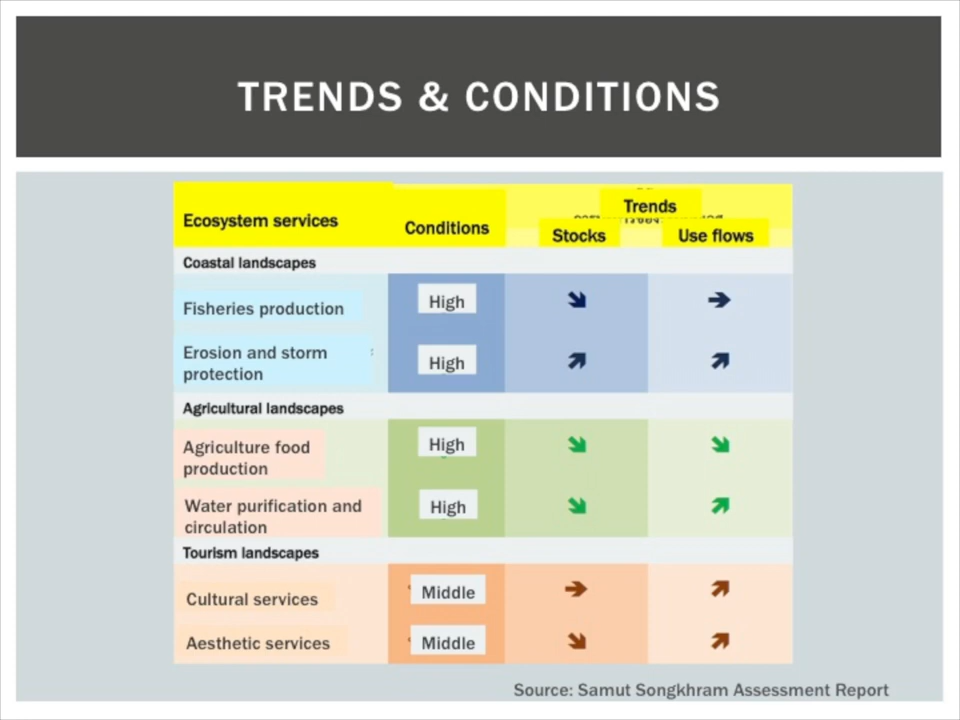 TRENDS & CONDITIONS
Ecosystem services
Conditions
Trends
Stocks
Use flows
Coastal landscapes
Fisheries production
High
Erosion and storm
protection
High
Agricultural landscapes
Agriculture food
production
High
Water purification and
circulation
High
Tourism landscapes
Cultural services
Middle
Aesthetic services
Middle
Source: Samut Songkhram Assessment Report